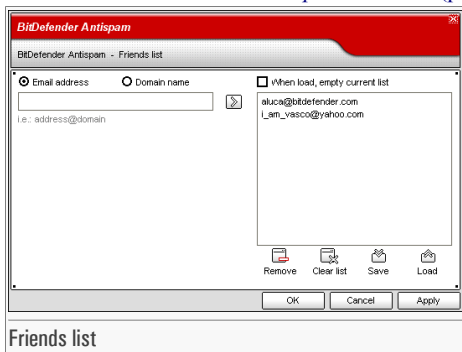 BitDefender Antispam
BitDefender Antispam - Friends list
Email address Domain name
When load, empty current list
i.e.: address@domain
aluca@bitdefender.com
i_am_vasco@yahoo.com
Remove Clear list Save Load
OK Cancel Apply
Friends list